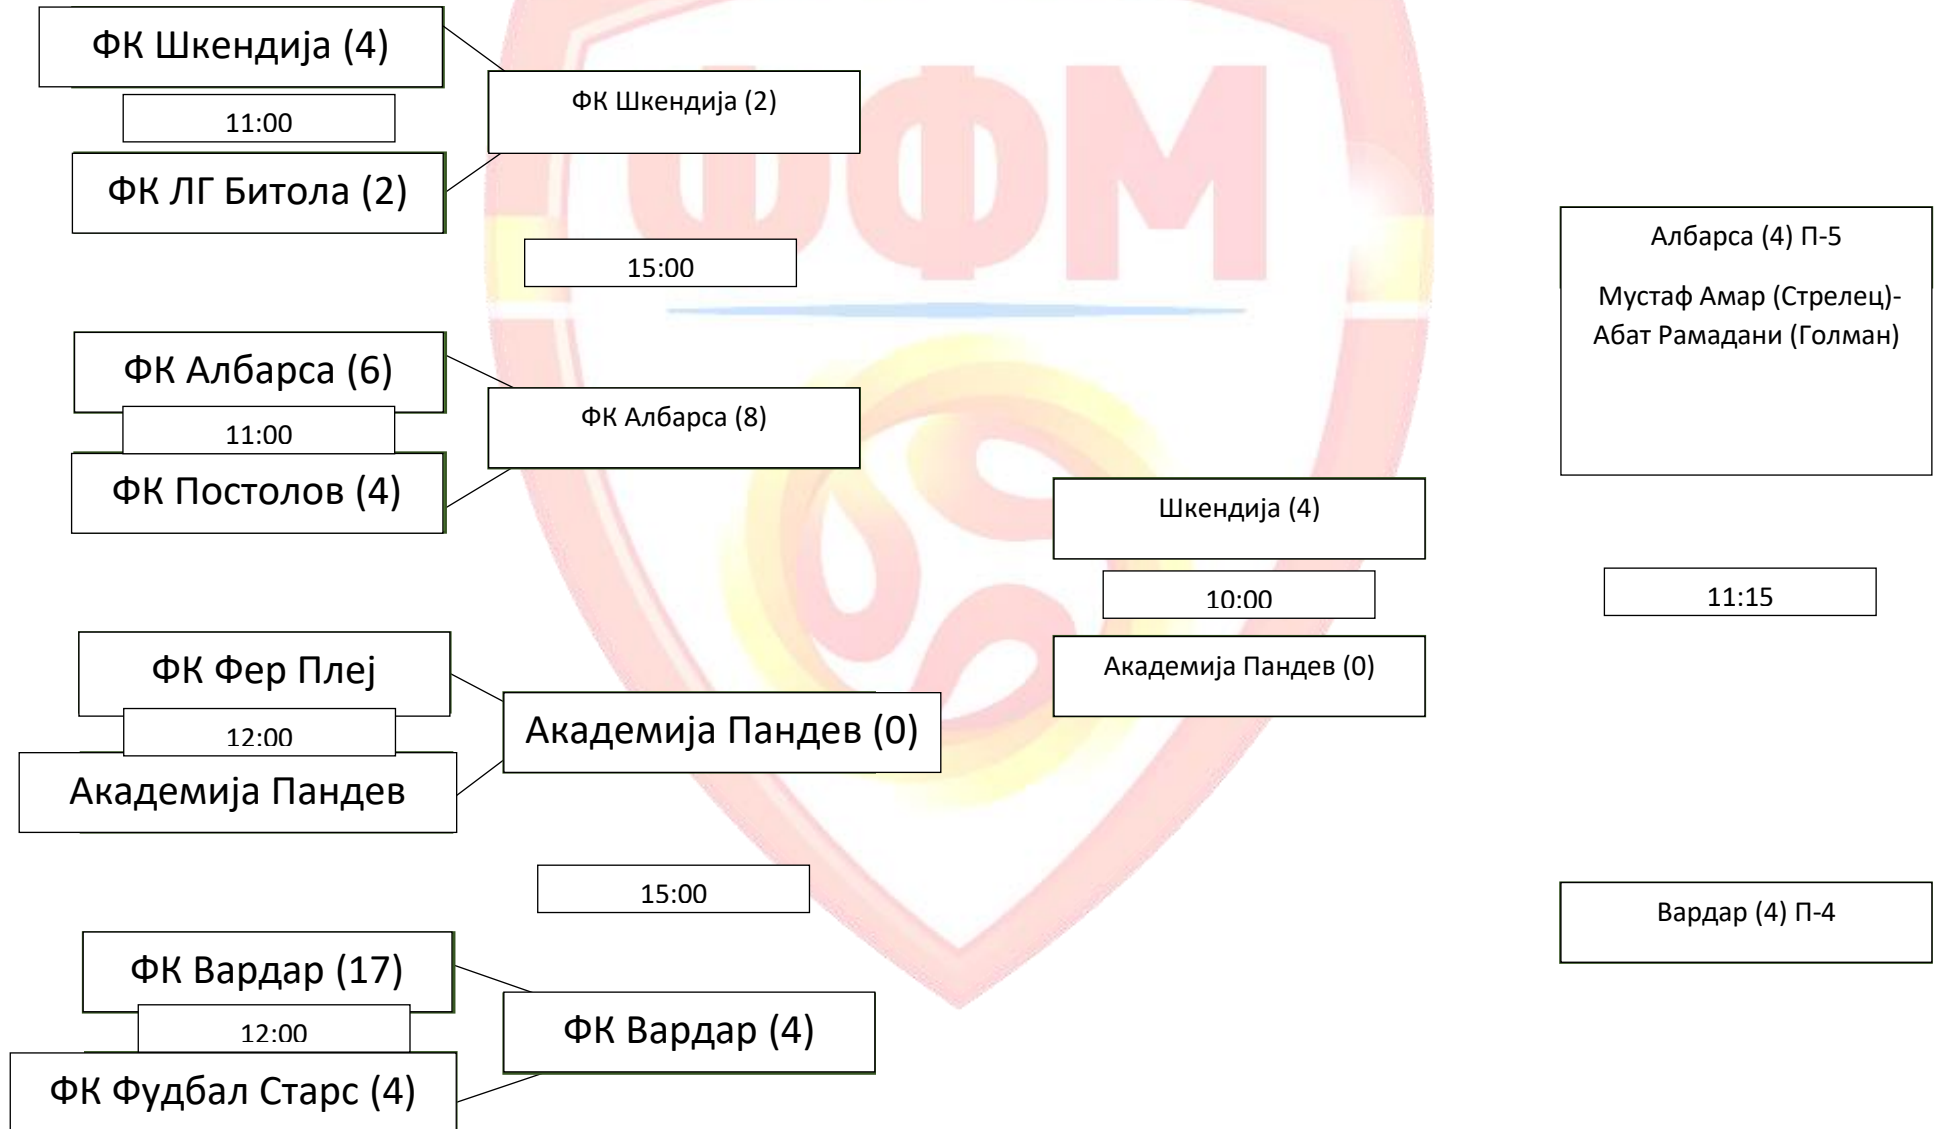 ФК Шкендија (4)
11:00
ФК ЛГ Битола (2)
ФК Шкендија (2)
15:00
ФК Албарса (6)
11:00
ФК Постолов (4)
ФК Албарса (8)
ФК Фер Плеј
12:00
Академија Пандев
Академија Пандев (0)
15:00
ФК Вардар (17)
12:00
ФК Фудбал Старс (4)
ФК Вардар (4)
ФФМ
Шкендија (4)
10:00
Академија Пандев (0)
Албарса (4) П-5
Мустаф Амар (Стрелец)-
Абат Рамадани (Голман)
11:15
Вардар (4) П-4